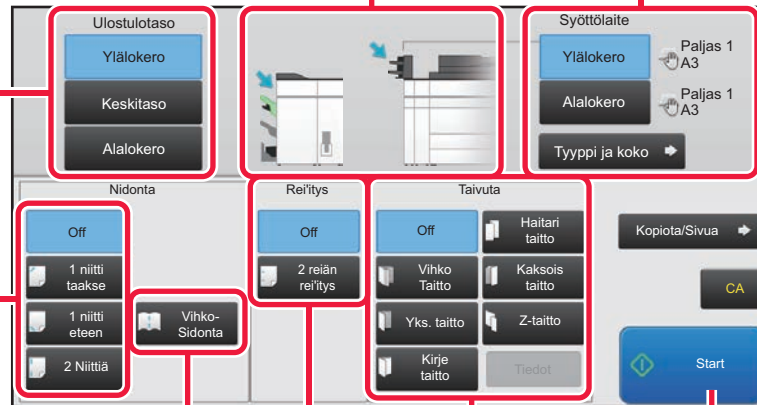 Ulostulotaso
Ylälokero
Keskitaso
Alalokero
Syöttölaite
Ylälokero
Paljas 1
A3
Alalokero
Paljas 1
A3
Tyyppi ja koko
Nidonta
Off
1 niitti
taakse
1 niitti
eteen
2 Niittiä
Vihko-
Sidonta
Rei'itys
Off
2 reiän
rei'itys
Taivuta
Off
Haitari
taitto
Vihko
Taitto
Kaksois
taitto
Yks. taitto
Z-taitto
Kirje
taitto
Tiedot
Kopiota/Sivua
CA
Start